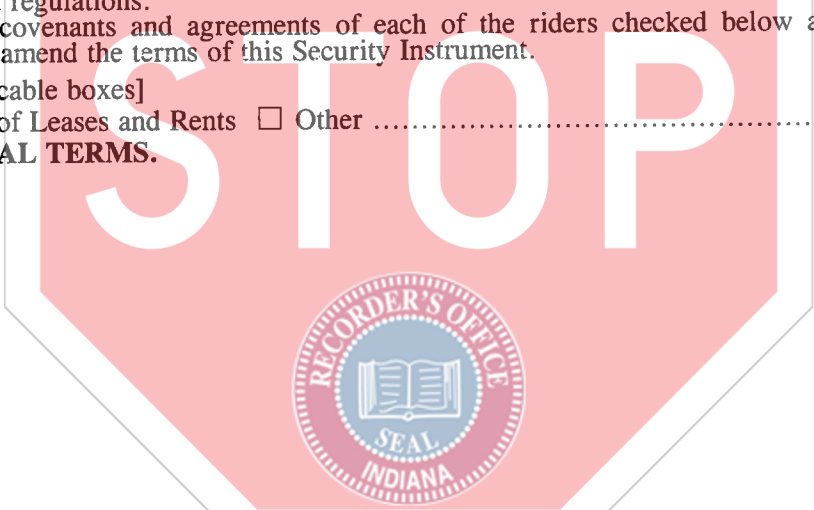 regulations.
covenants and agreements of each of the riders checked below
amend the terms of this Security Instrument.
cable boxes]
of Leases and Rents ☐ Other ................................................
AL TERMS.
STOP
RECORDER'S OFFICE
SEAL
INDIANA